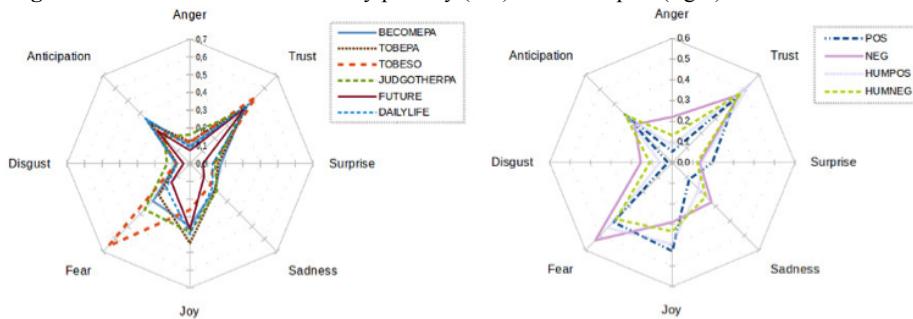 Anger
Anticipation
Trust
Disgust
Surprise
Fear
Sadness
Joy
0,7
0,6
0,5
0,4
0,3
0,2
0,1
BECOMEPA
TOBEPA
TOBESO
JUDGOTHERPA
FUTURE
DAILYLIFE
Anger
Anticipation
Trust
Disgust
Surprise
Fear
Sadness
Joy
0,6
0,5
0,4
0,3
0,2
0,1
0,0
POS
NEG
HUMPOS
HUMNEG